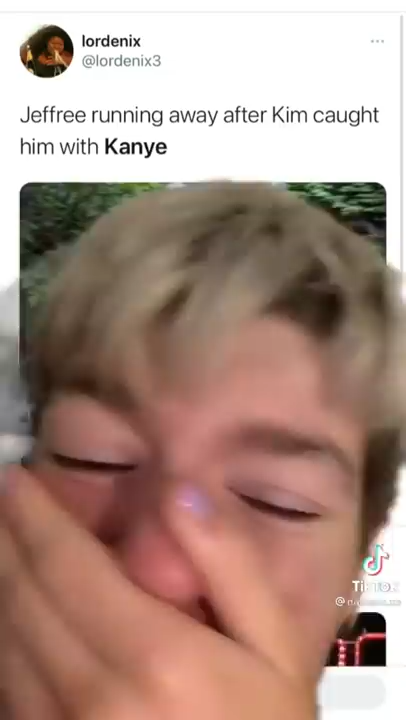 lordenix
@lordenix3
Jeffree running away after Kim caught
him with Kanye
TikTok